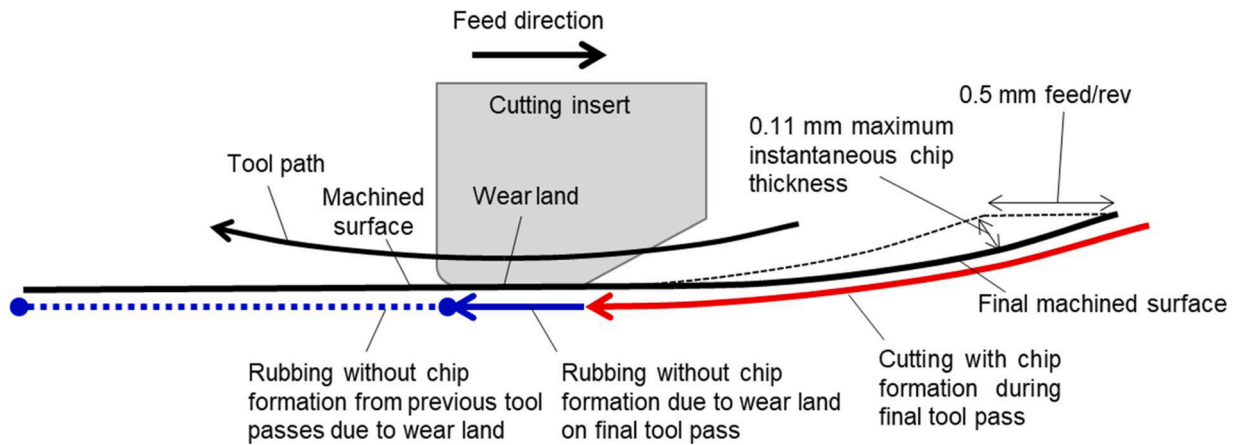 Feed direction
Cutting insert
0.5 mm feed/rev
0.11 mm maximum
instantaneous chip
thickness
Tool path
Machined
surface
Wear land
Final machined surface
Rubbing without chip
formation from previous tool
passes due to wear land
Rubbing without chip
formation due to wear land
on final tool pass
Cutting with chip
formation during
final tool pass